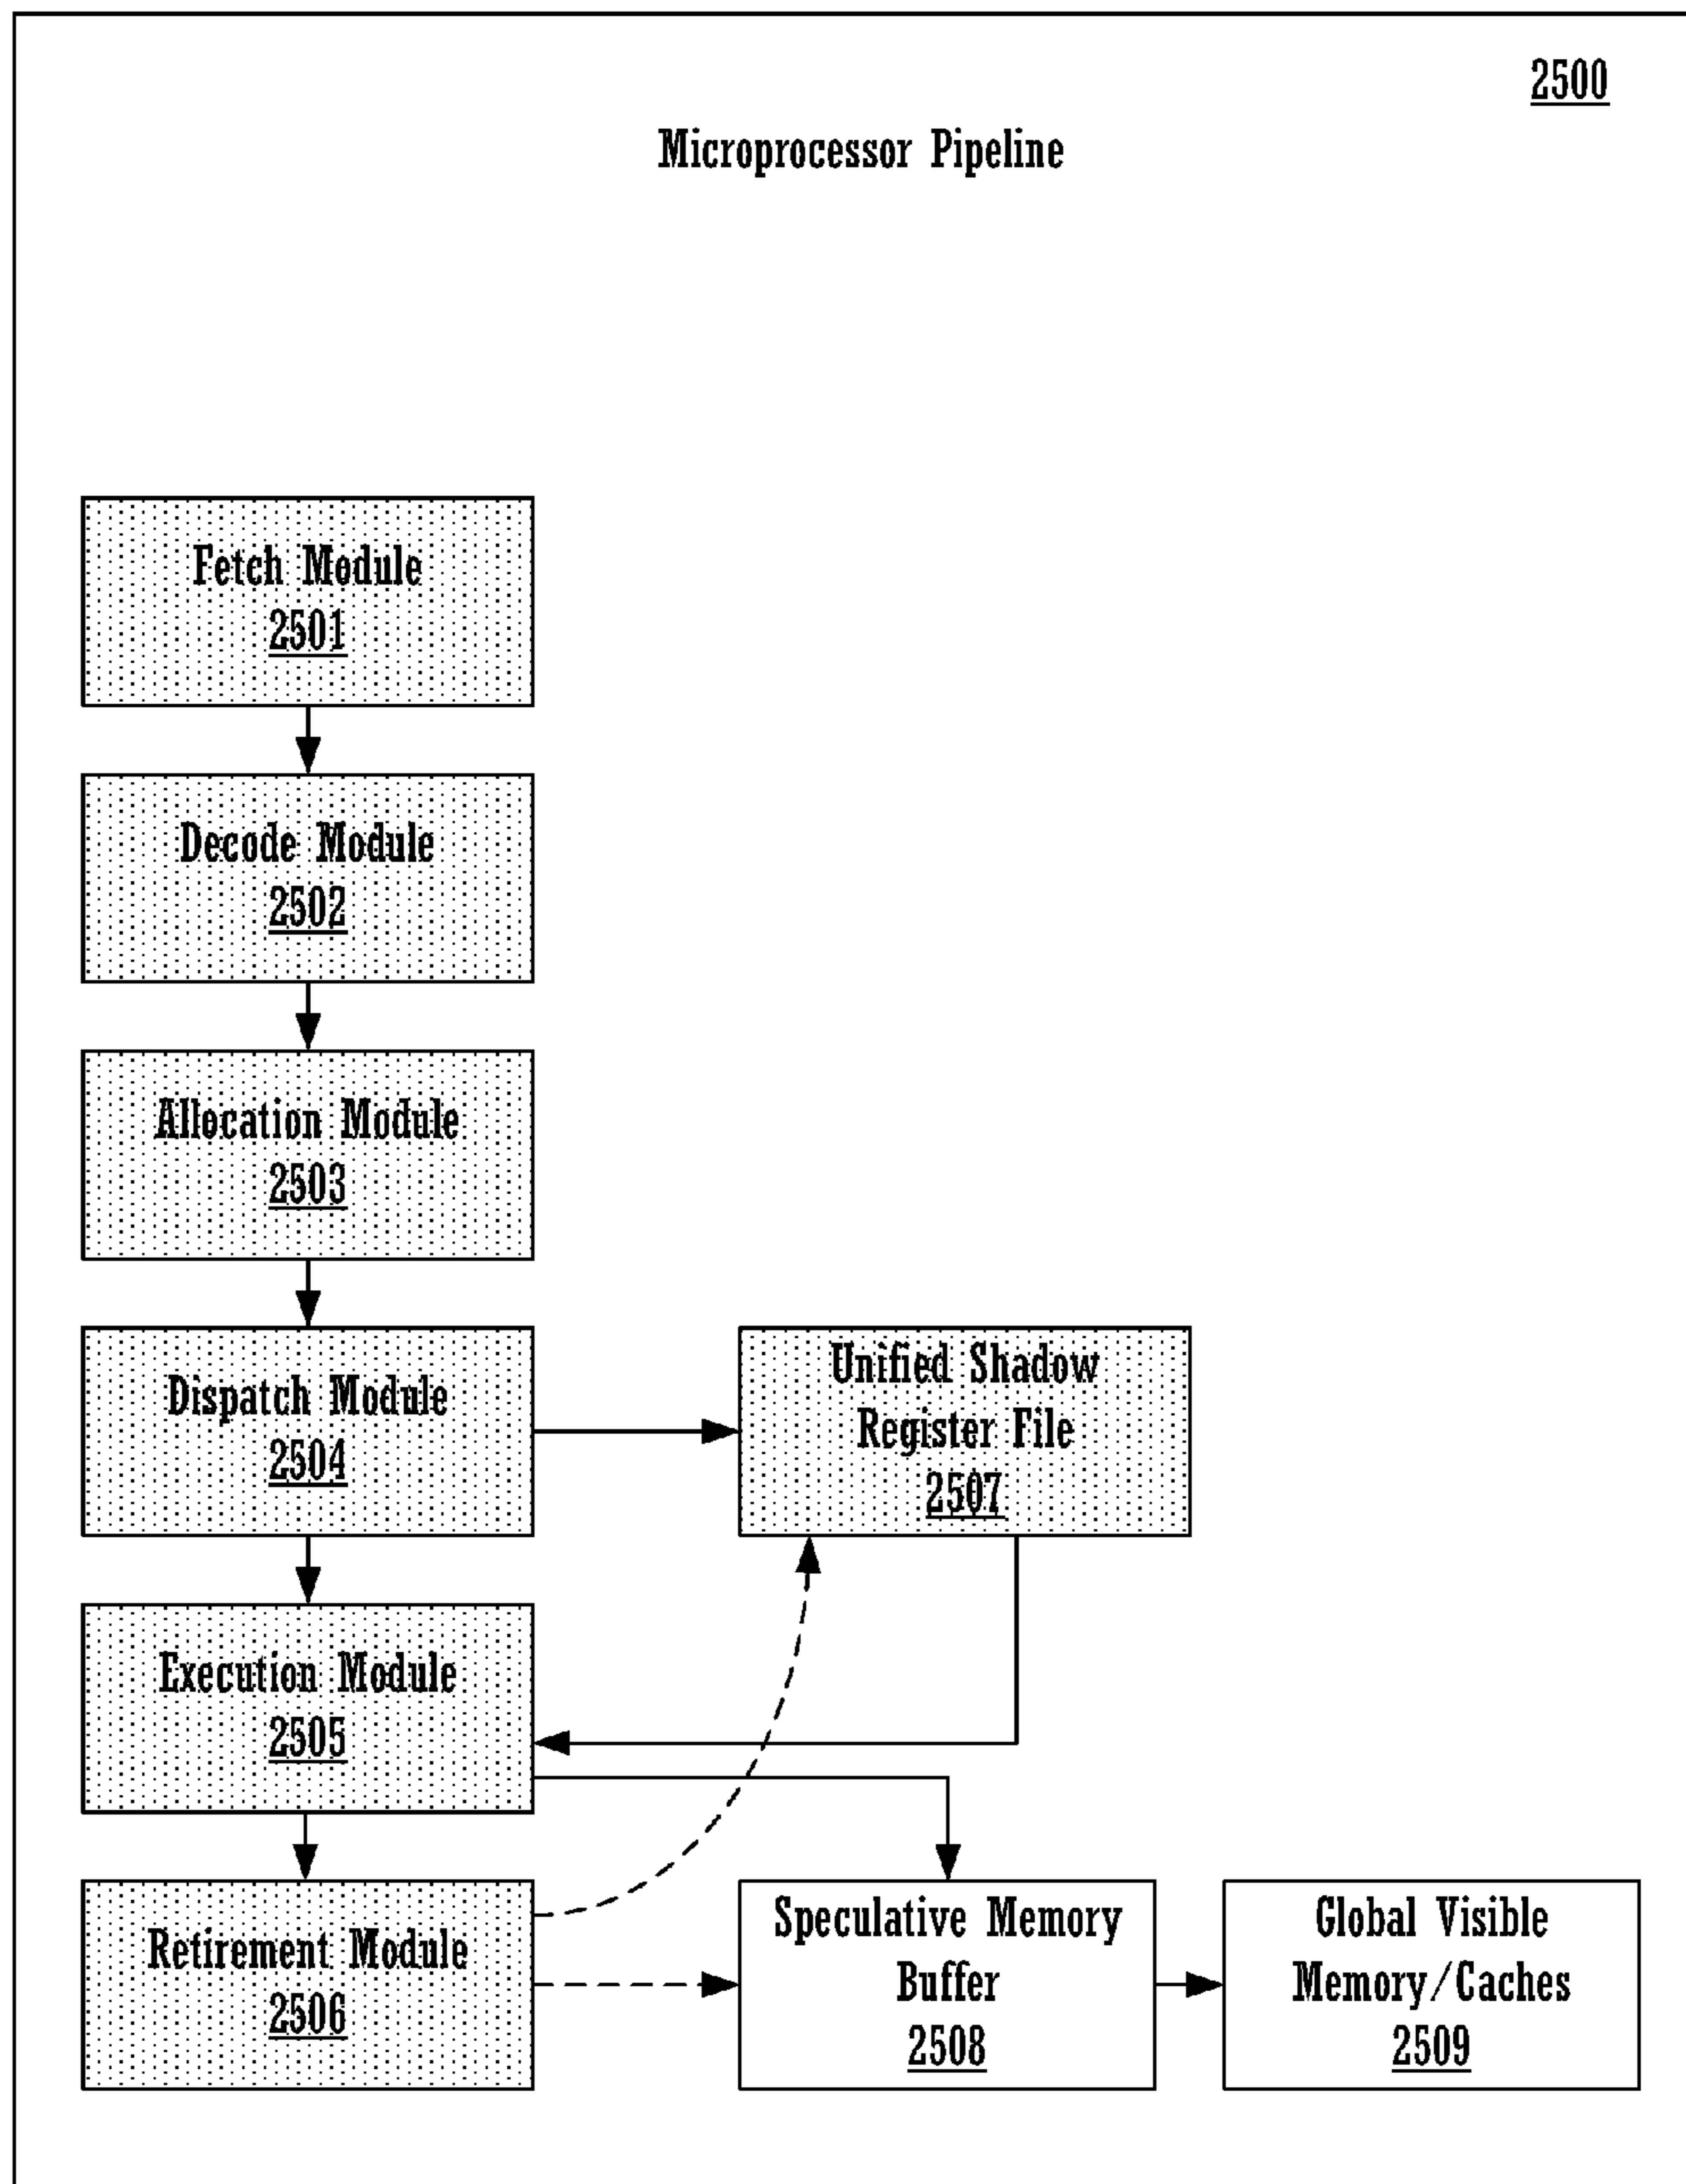 2500
Microprocessor Pipeline
Fetch Module
2501
Decode Module
2502
Allocation Module
2503
Dispatch Module
2504
Unified Shadow
Register File
2507
Execution Module
2505
Retirement Module
2506
Speculative Memory
Buffer
2508
Global Visible
Memory/Caches
2509